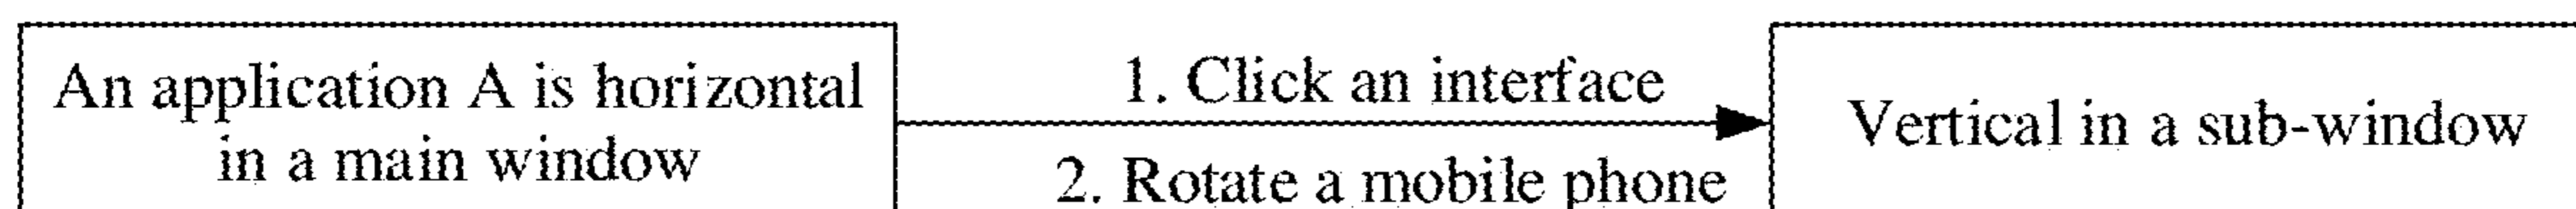 An application A is horizontal
in a main window
1. Click an interface
2. Rotate a mobile phone
Vertical in a sub-window